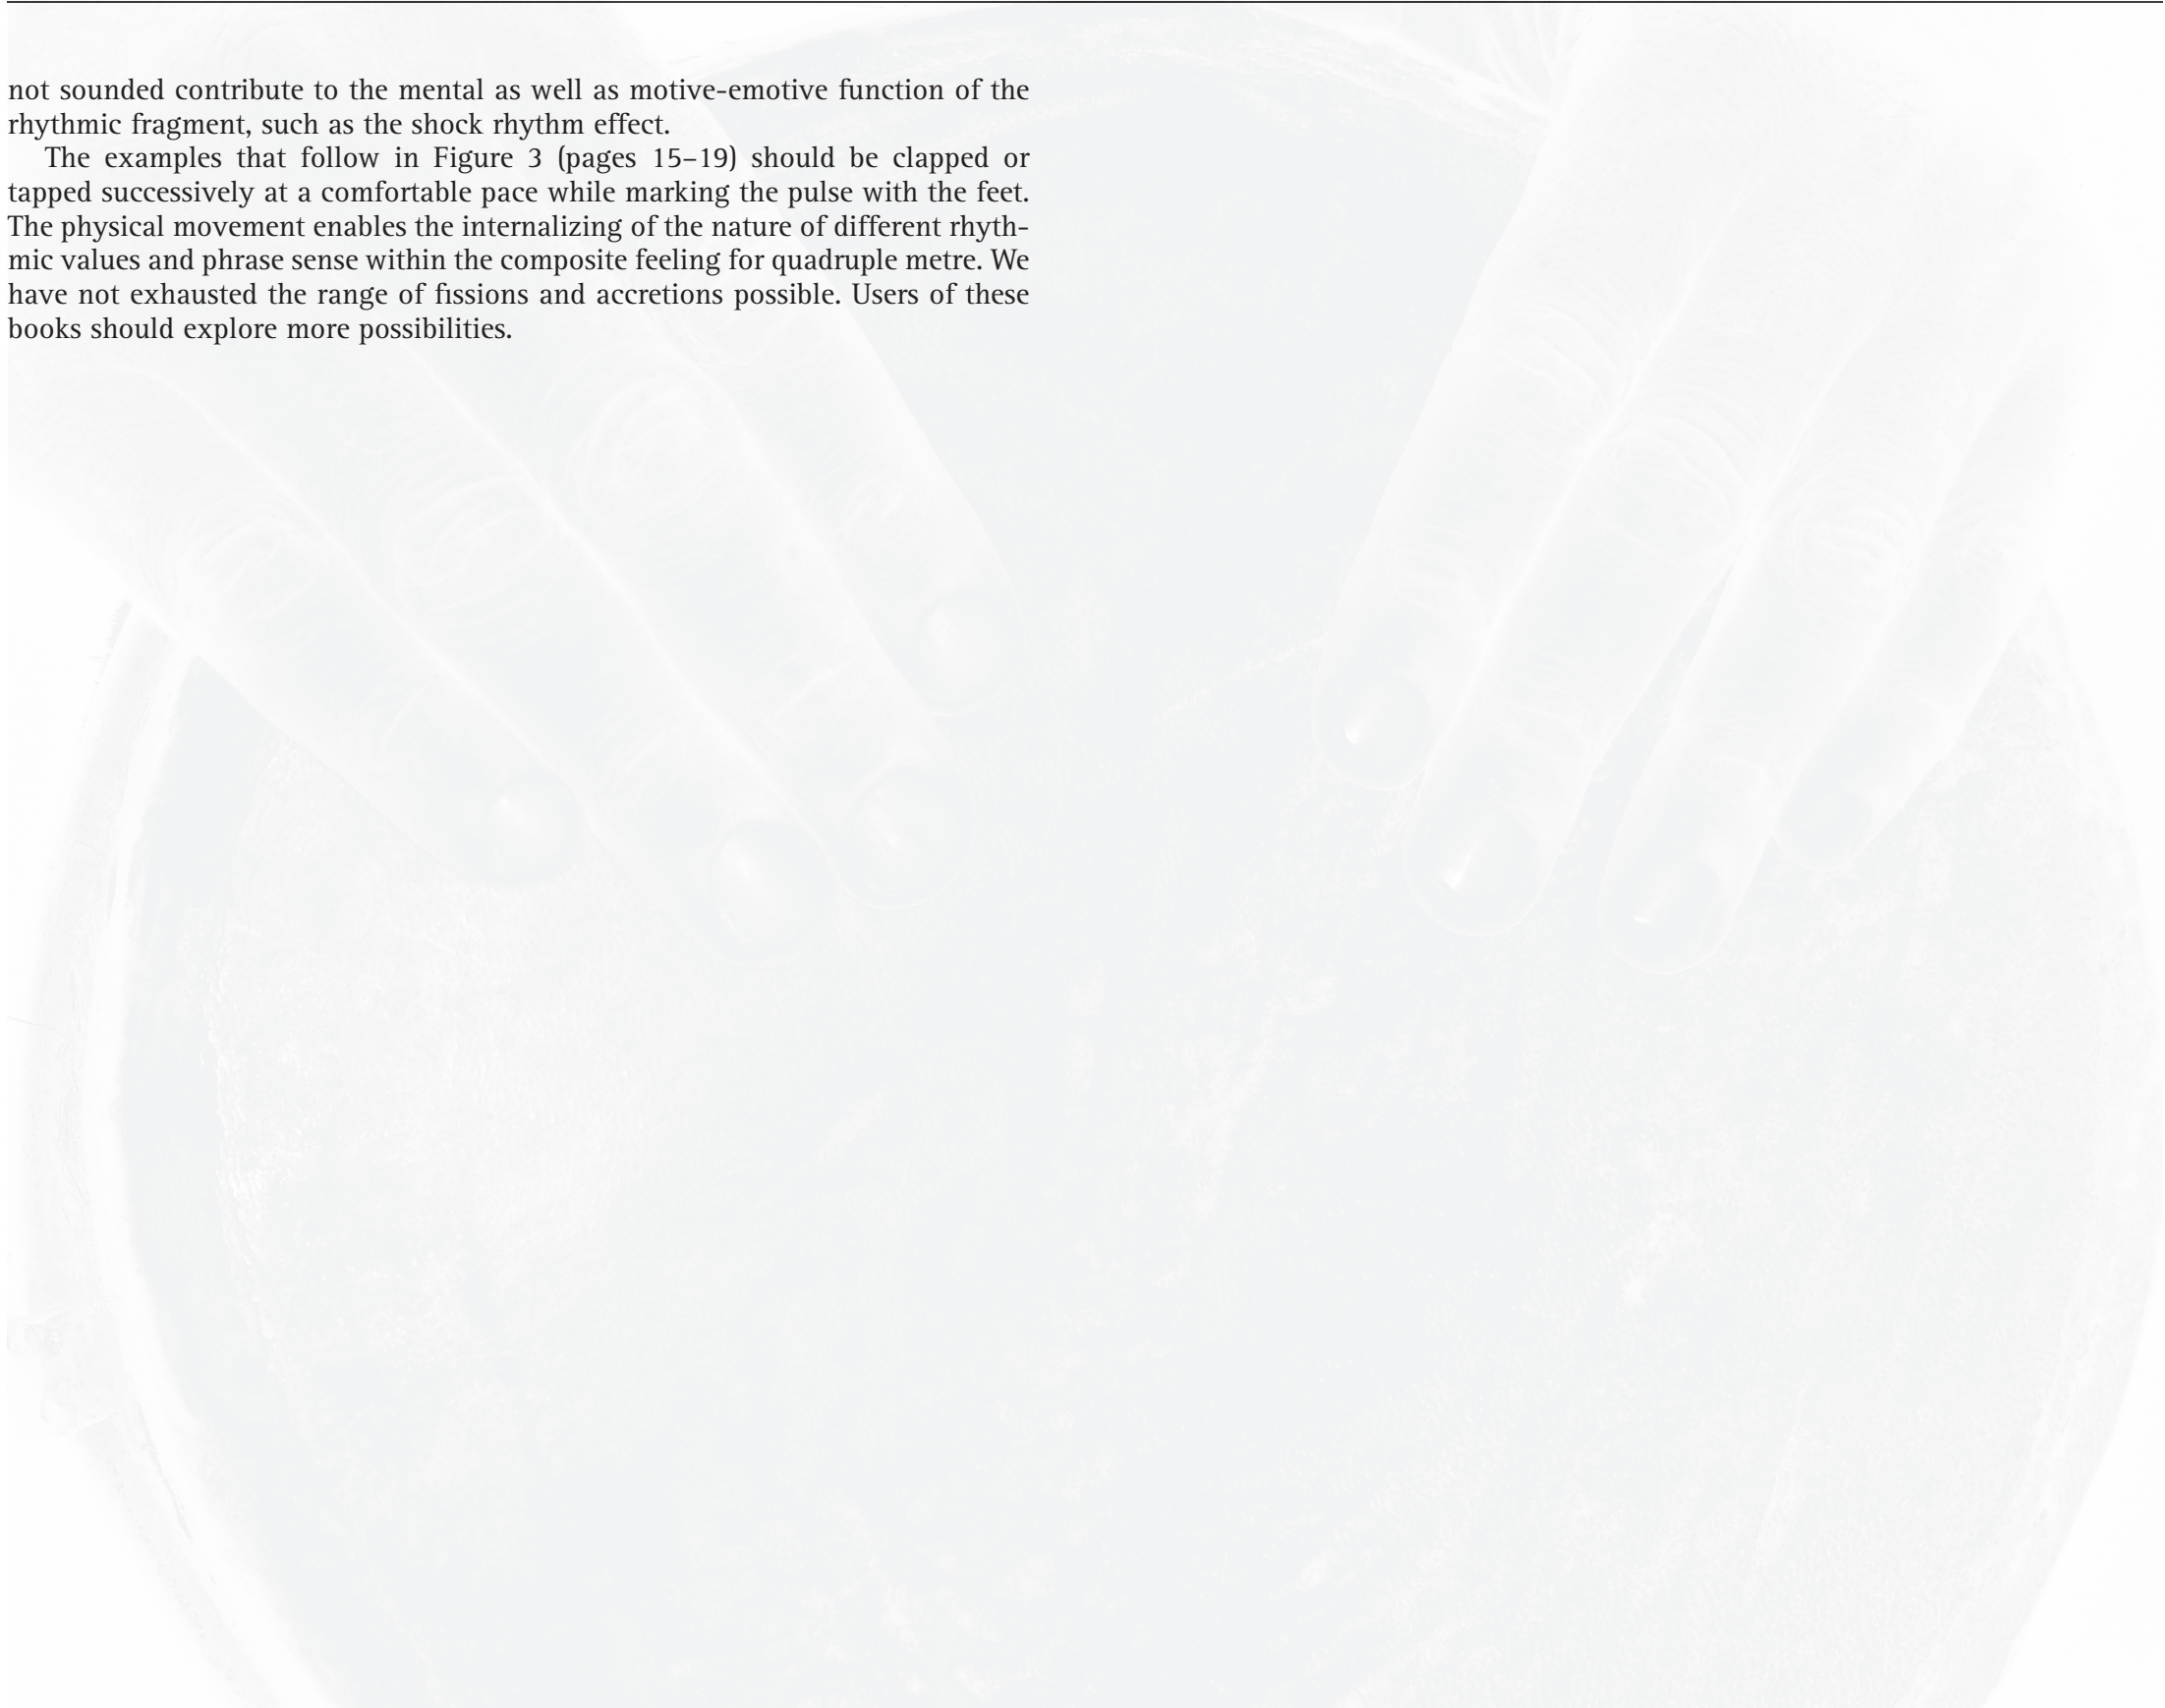 not sounded contribute to the mental as well as motive-emotive function of the
rhythmic fragment, such as the shock rhythm effect.
The examples that follow in Figure 3 (pages 15–19) should be clapped or
tapped successively at a comfortable pace while marking the pulse with the feet.
The physical movement enables the internalizing of the nature of different rhyth-
mic values and phrase sense within the composite feeling for quadruple metre. We
have not exhausted the range of fissions and accretions possible. Users of these
books should explore more possibilities.